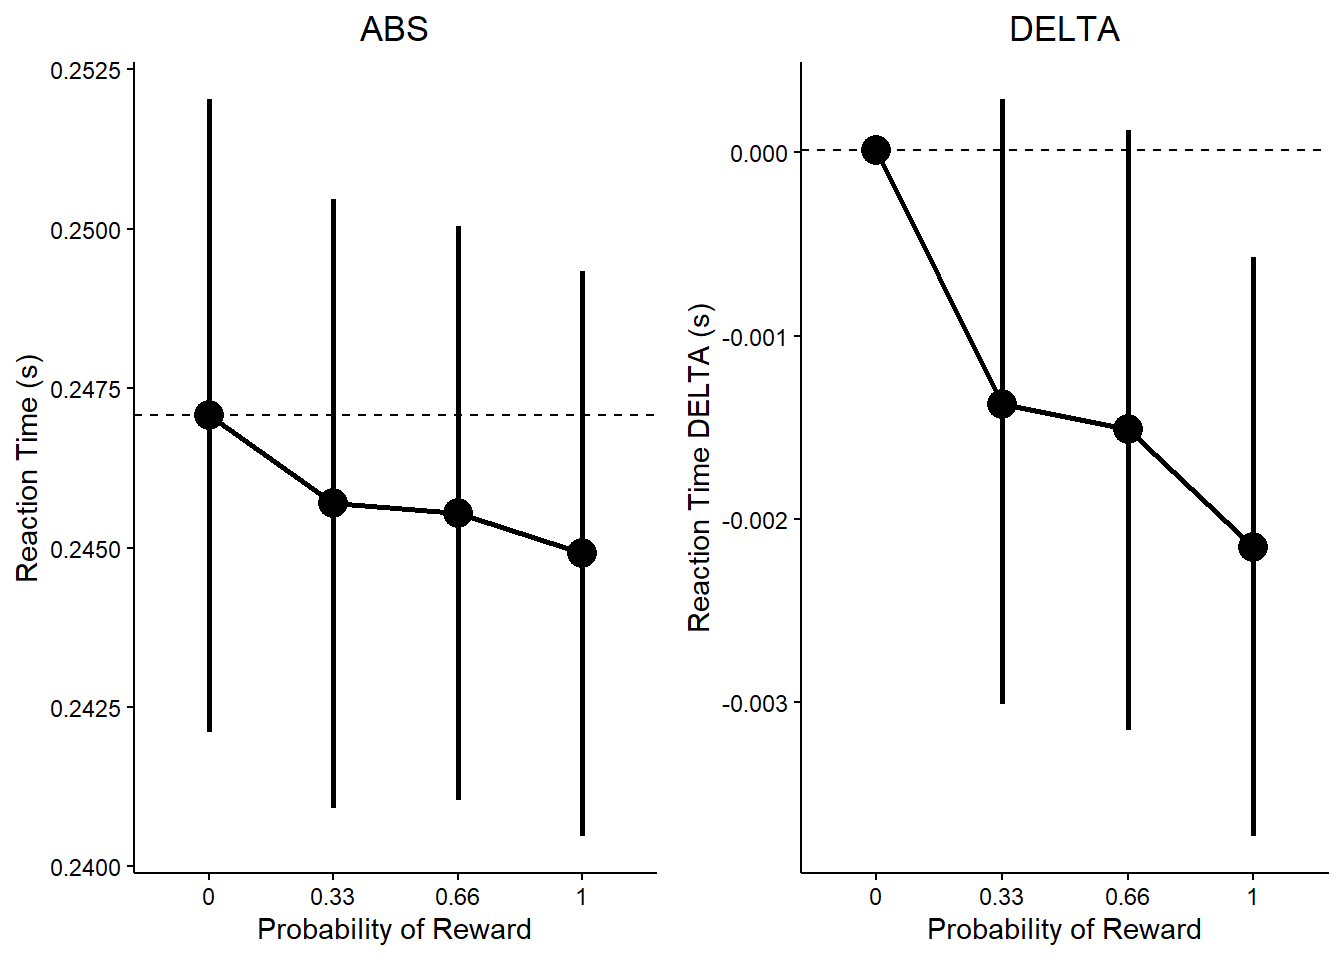 ABS
Reaction Time (s)
0.2525
0.2500
0.2475
0.2450
0.2425
0.2400
0 0.33 0.66 1
Probability of Reward
DELTA
Reaction Time DELTA (s)
0.000
-0.001
-0.002
-0.003
0 0.33 0.66 1
Probability of Reward